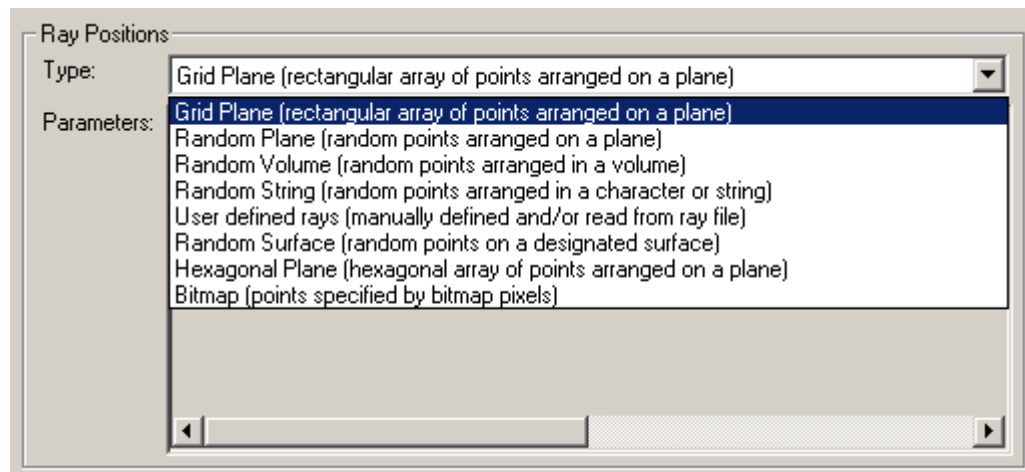 Ray Positions
Type:
Grid Plane (rectangular array of points arranged on a plane)
Parameters:
Grid Plane (rectangular array of points arranged on a plane)
Random Plane (random points arranged on a plane)
Random Volume (random points arranged in a volume)
Random String (random points arranged in a character or string)
User defined rays (manually defined and/or read from ray file)
Random Surface (random points on a designated surface)
Hexagonal Plane (hexagonal array of points arranged on a plane)
Bitmap (points specified by bitmap pixels)